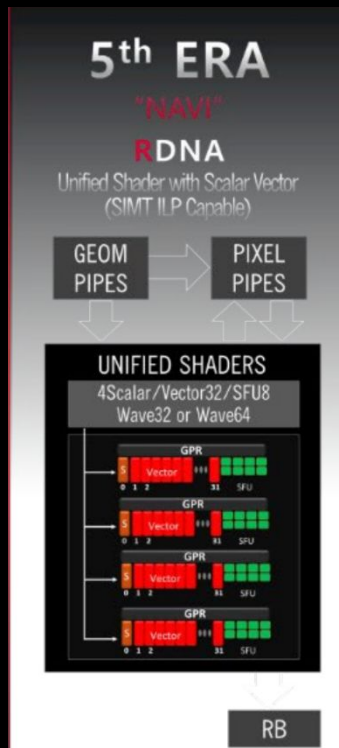 5th ERA
"NAVI"
RDNA
Unified Shader with Scalar Vector
(SIMT ILP Capable)
GEOM
PIPES
PIXEL
PIPES
UNIFIED SHADERS
4Scalar/Vector32/SFU8
Wave32 or Wave64
GPR
S Vector
0 1 2 31 SFU
GPR
S Vector
0 1 2 31 SFU
GPR
S Vector
0 1 2 31 SFU
GPR
S Vector
0 1 2 31 SFU
RB